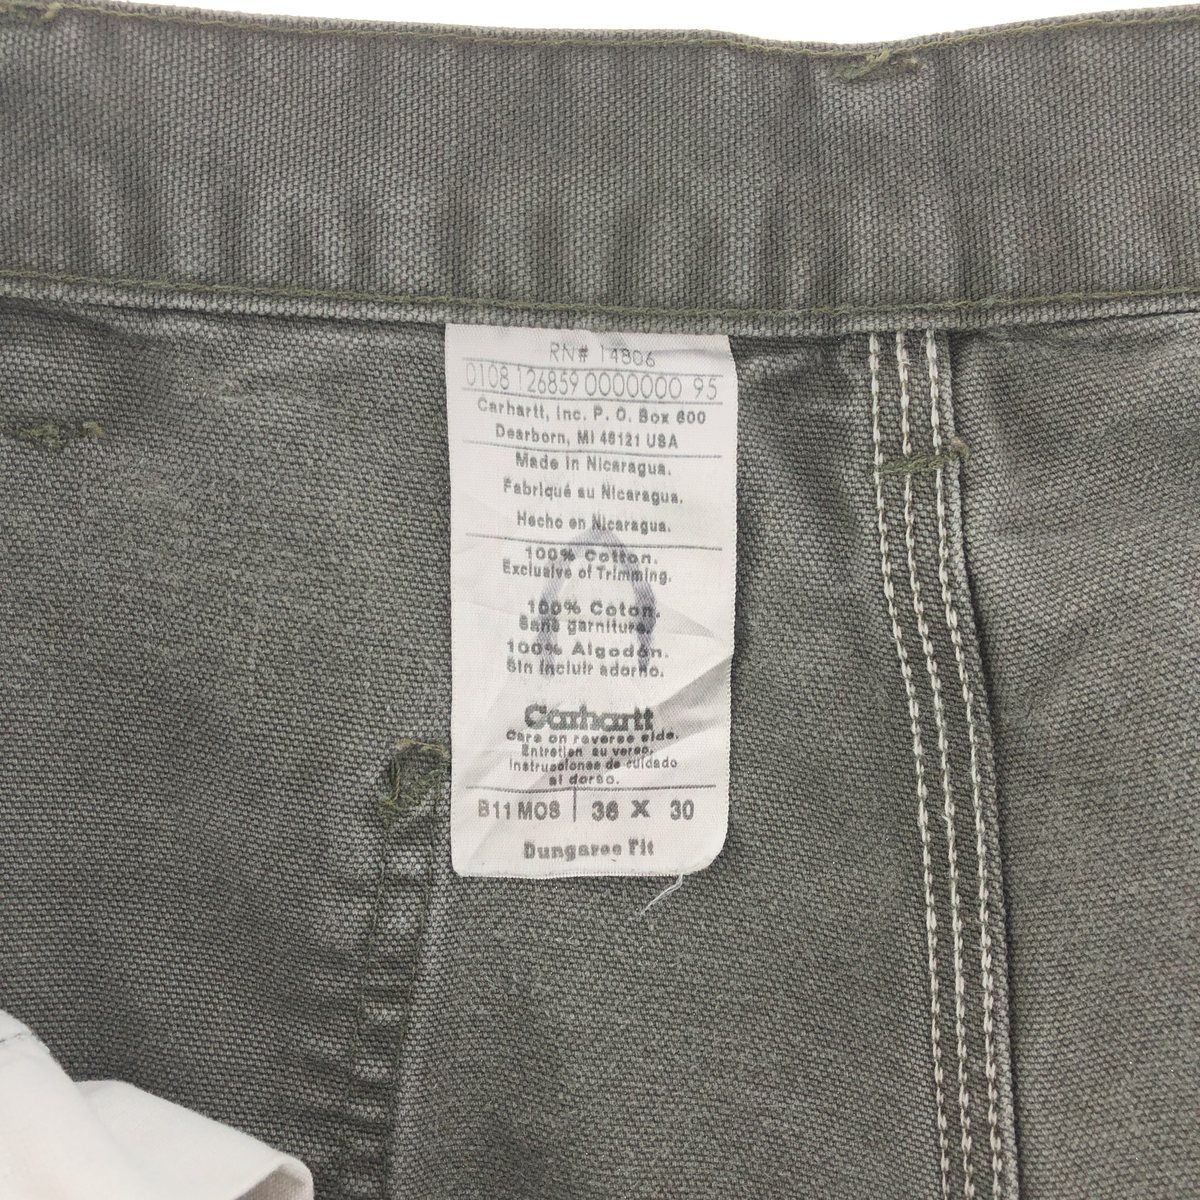 RN# 14806
0108 126859 0000000 95
Carhartt, Inc. P. O. Box 600
Dearborn, MI 48121 USA
Made in Nicaragua.
Fabriqué au Nicaragua.
Hecho en Nicaragua.
100% Cotton.
Exclusive of Trimming.
100% Coton.
Sans garniture.
100% Algodón.
Sin incluir adorno.
Carhartt
Care on reverse side.
Entretien au verso.
Instrucciones de cuidado
al dorso.
B11 MOS | 36 X 30
Dungaree Fit